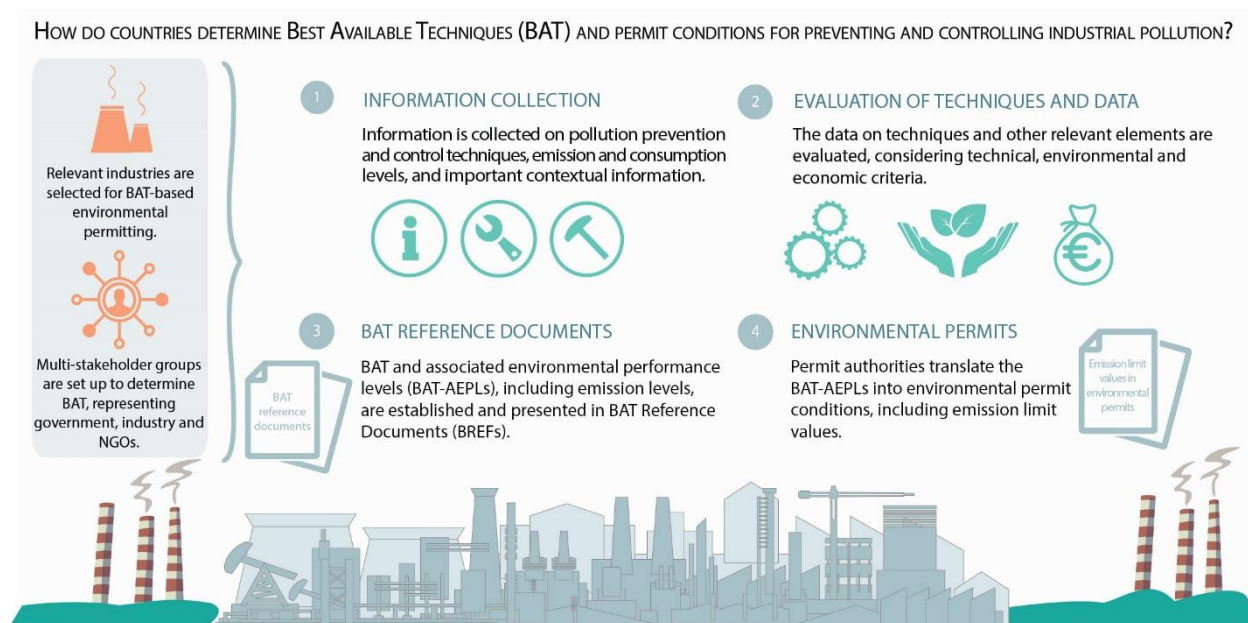 HOW DO COUNTRIES DETERMINE BEST AVAILABLE TECHNIQUES (BAT) AND PERMIT CONDITIONS FOR PREVENTING AND CONTROLLING INDUSTRIAL POLLUTION?
Relevant industries are
selected for BAT-based
environmental
permitting.
Multi-stakeholder groups
are set up to determine
BAT, representing
government, industry and
NGOs.
1
INFORMATION COLLECTION
Information is collected on pollution prevention
and control techniques, emission and consumption
levels, and important contextual information.
2
EVALUATION OF TECHNIQUES AND DATA
The data on techniques and other relevant elements are
evaluated, considering technical, environmental and
economic criteria.
€
3
BAT REFERENCE DOCUMENTS
BAT and associated environmental performance
levels (BAT-AEPLs), including emission levels,
are established and presented in BAT Reference
Documents (BREFs).
BAT
reference
documents
4
ENVIRONMENTAL PERMITS
Permit authorities translate the
BAT-AEPLs into environmental permit
conditions, including emission limit
values.
Emission limit
values in
environmental
permits